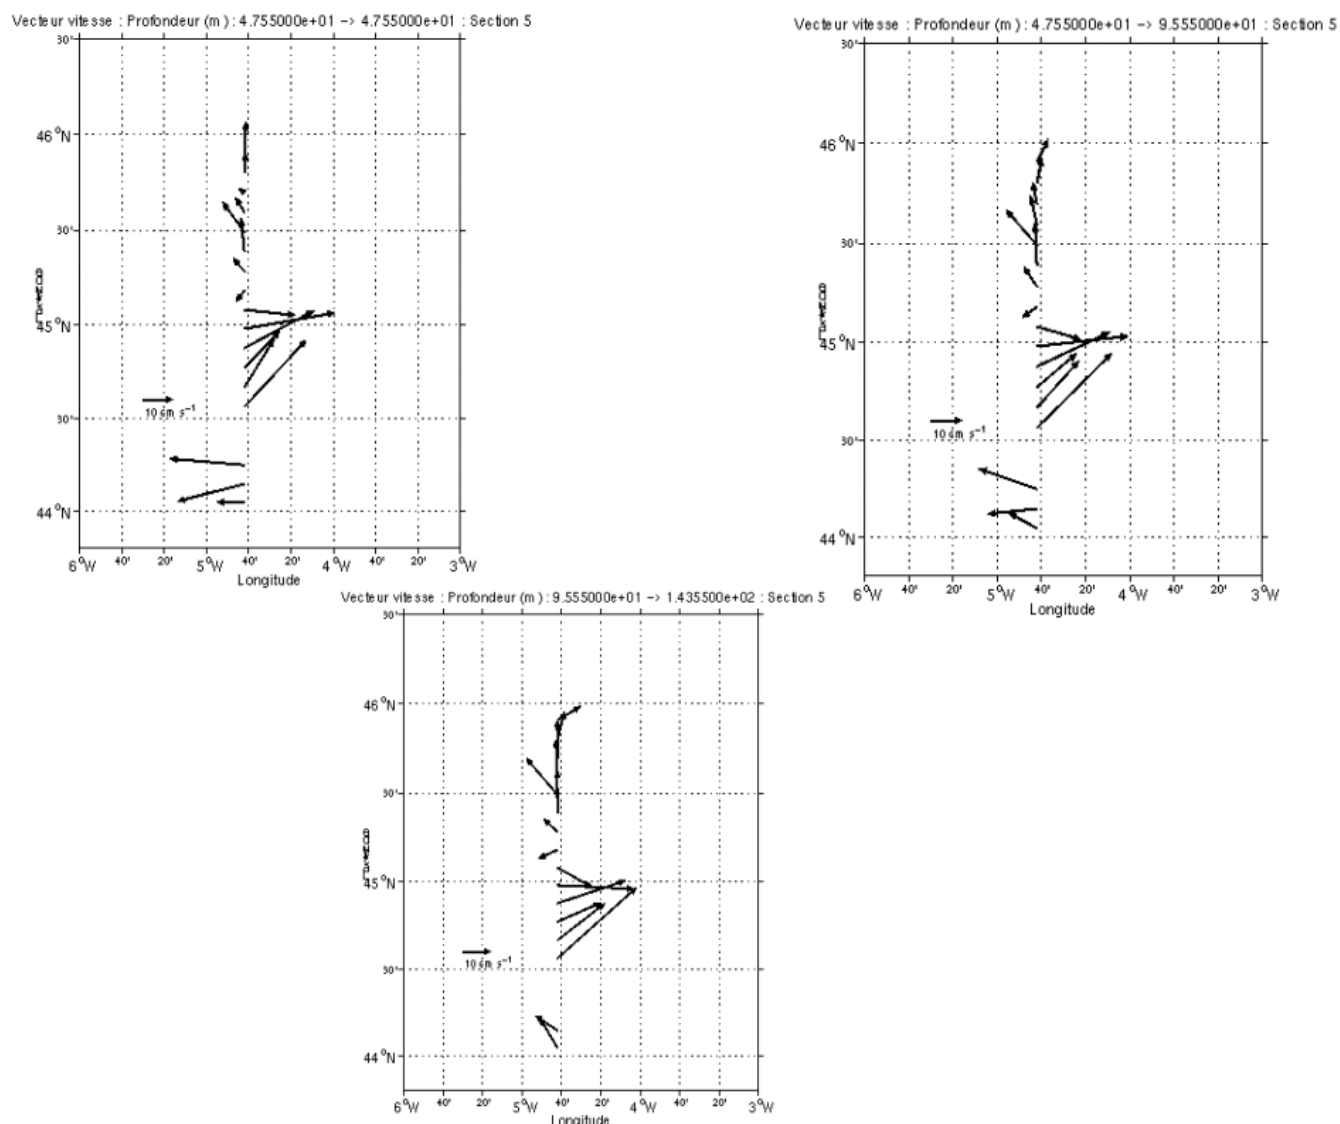 Vecteur vitesse : Profondeur (m) : 4.755000e+01 -> 4.755000e+01 : Section 5
30'
46 °N
30'
45 °N
30'
44 °N
10 cm s⁻¹
6 °W 40' 20' 5 °W 40' 20' 4 °W 40' 20' 3 °W
Longitude
Vecteur vitesse : Profondeur (m) : 4.755000e+01 -> 9.555000e+01 : Section 5
30'
46 °N
30'
45 °N
30'
44 °N
10 cm s⁻¹
6 °W 40' 20' 5 °W 40' 20' 4 °W 40' 20' 3 °W
Longitude
Vecteur vitesse : Profondeur (m) : 9.555000e+01 -> 1.435500e+02 : Section 5
30'
46 °N
30'
45 °N
30'
44 °N
10 cm s⁻¹
6 °W 40' 20' 5 °W 40' 20' 4 °W 40' 20' 3 °W
Longitude